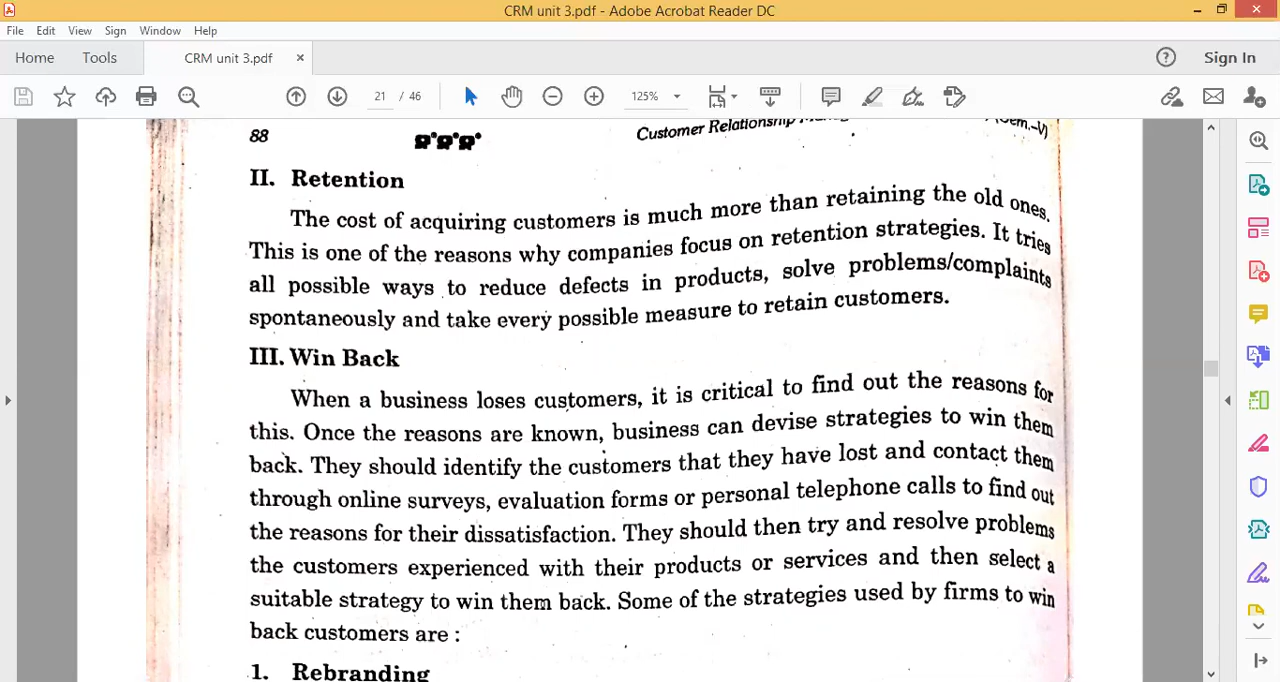 CRM unit 3.pdf - Adobe Acrobat Reader DC
File Edit View Sign Window Help
Home Tools CRM unit 3.pdf × Sign In
21 / 46 125%
88 Customer Relationship
II. Retention
The cost of acquiring customers is much more than retaining the old ones.
This is one of the reasons why companies focus on retention strategies. It tries
all possible ways to reduce defects in products, solve problems/complaints
spontaneously and take every possible measure to retain customers.
III. Win Back
When a business loses customers, it is critical to find out the reasons for
this. Once the reasons are known, business can devise strategies to win them
back. They should identify the customers that they have lost and contact them
through online surveys, evaluation forms or personal telephone calls to find out
the reasons for their dissatisfaction. They should then try and resolve problems
the customers experienced with their products or services and then select a
suitable strategy to win them back. Some of the strategies used by firms to win
back customers are :
1. Rebranding